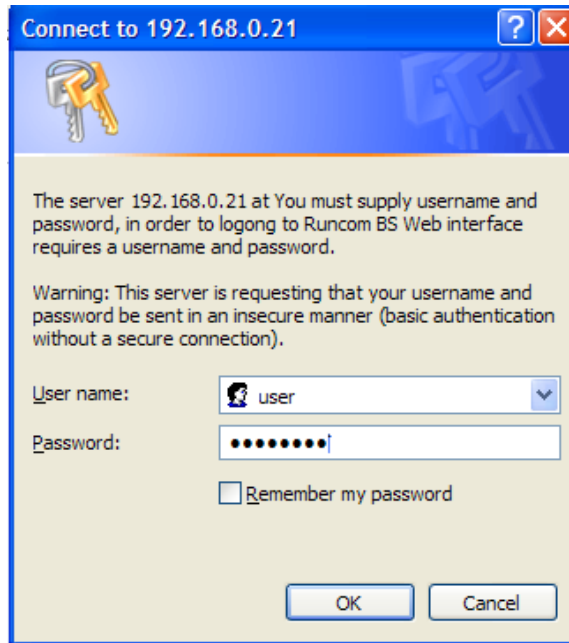 Connect to 192.168.0.21
The server 192.168.0.21 at You must supply username and
password, in order to logong to Runcom BS Web interface
requires a username and password.
Warning: This server is requesting that your username and
password be sent in an insecure manner (basic authentication
without a secure connection).
User name:
user
Password:
••••••••
Remember my password
OK
Cancel